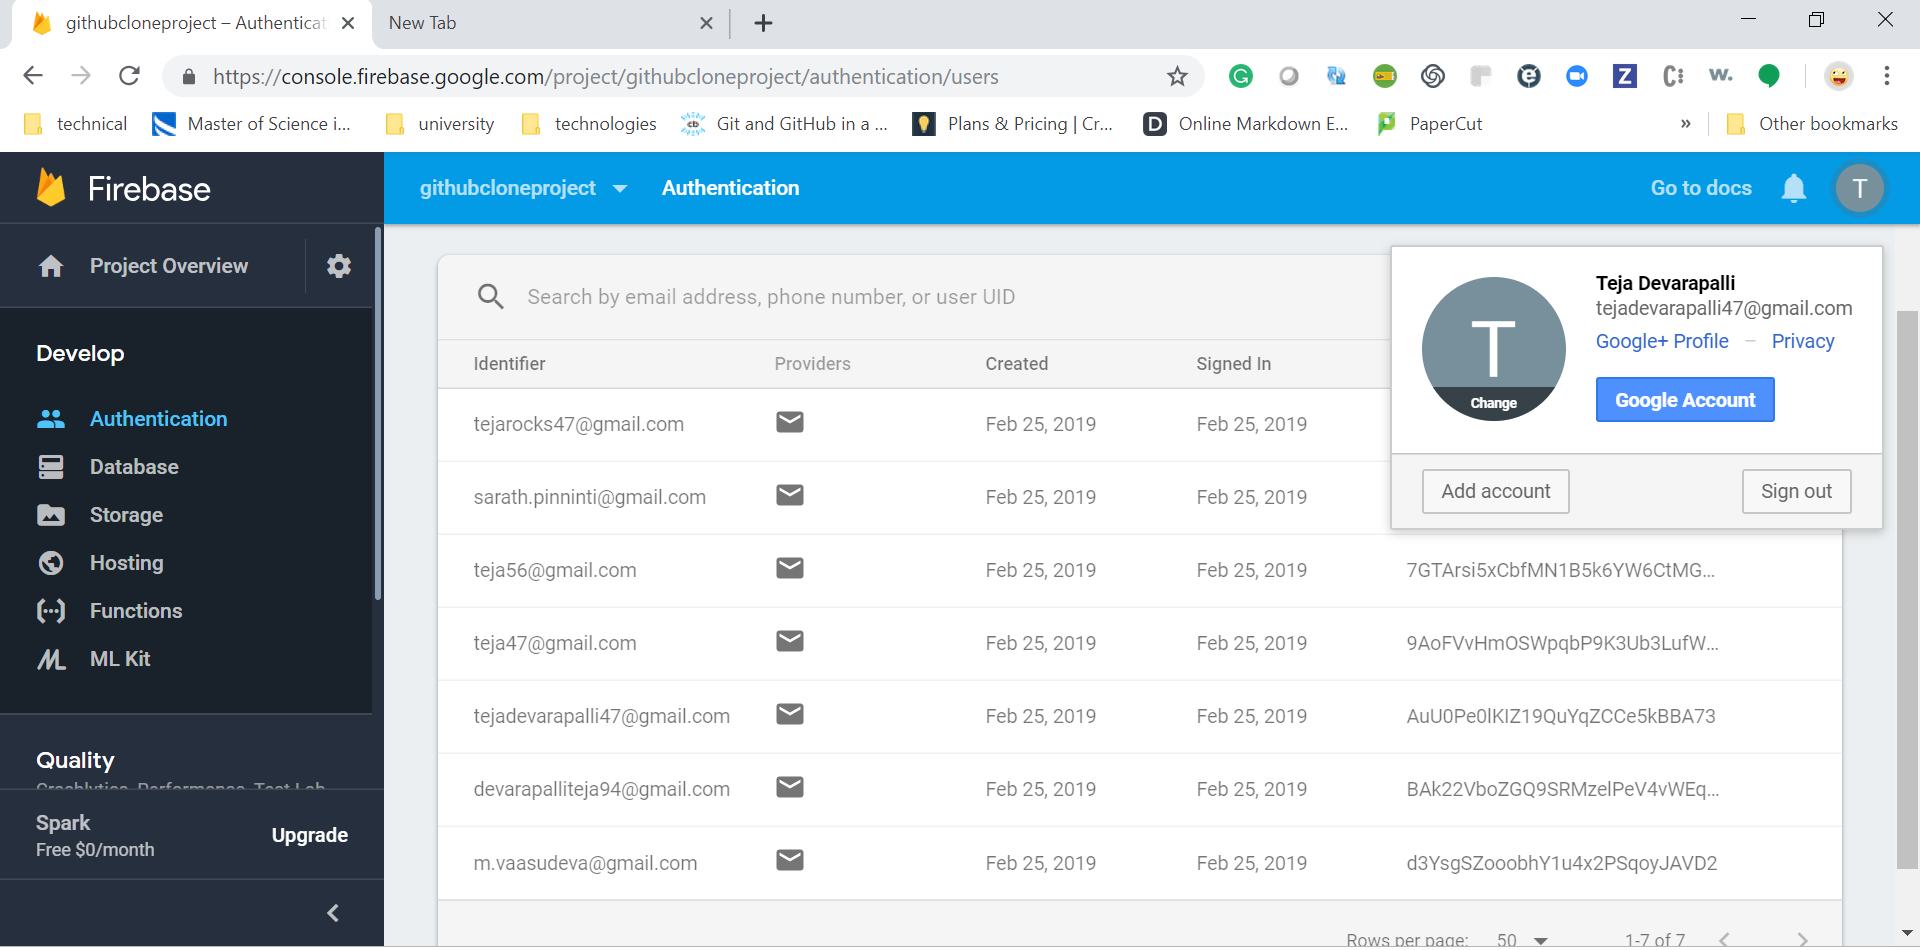 githubcloneproject – Authenticat
New Tab
https://console.firebase.google.com/project/githubcloneproject/authentication/users
technical
Master of Science i...
university
technologies
Git and GitHub in a ...
Plans & Pricing | Cr...
Online Markdown E...
PaperCut
»
Other bookmarks
Firebase
githubcloneproject
Authentication
Go to docs
T
Project Overview
Develop
Authentication
Database
Storage
Hosting
Functions
ML Kit
Quality
Crashlytics, Performance, Test Lab
Spark
Free $0/month
Upgrade
Search by email address, phone number, or user UID
Identifier Providers Created Signed In
tejarocks47@gmail.com Feb 25, 2019 Feb 25, 2019
sarath.pinninti@gmail.com Feb 25, 2019 Feb 25, 2019
teja56@gmail.com Feb 25, 2019 Feb 25, 2019 7GTArsi5xCbfMN1B5k6YW6CtMG...
teja47@gmail.com Feb 25, 2019 Feb 25, 2019 9AoFVvHmOSWpqbP9K3Ub3LufW...
tejadevarapalli47@gmail.com Feb 25, 2019 Feb 25, 2019 AuU0Pe0lKIZ19QuYqZCCe5kBBA73
devarapalliteja94@gmail.com Feb 25, 2019 Feb 25, 2019 BAk22VboZGQ9SRMzelPeV4vWEq...
m.vaasudeva@gmail.com Feb 25, 2019 Feb 25, 2019 d3YsgSZooobhY1u4x2PSqoyJAVD2
Rows per page: 50 1-7 of 7
T
Change
Teja Devarapalli
tejadevarapalli47@gmail.com
Google+ Profile – Privacy
Google Account
Add account
Sign out